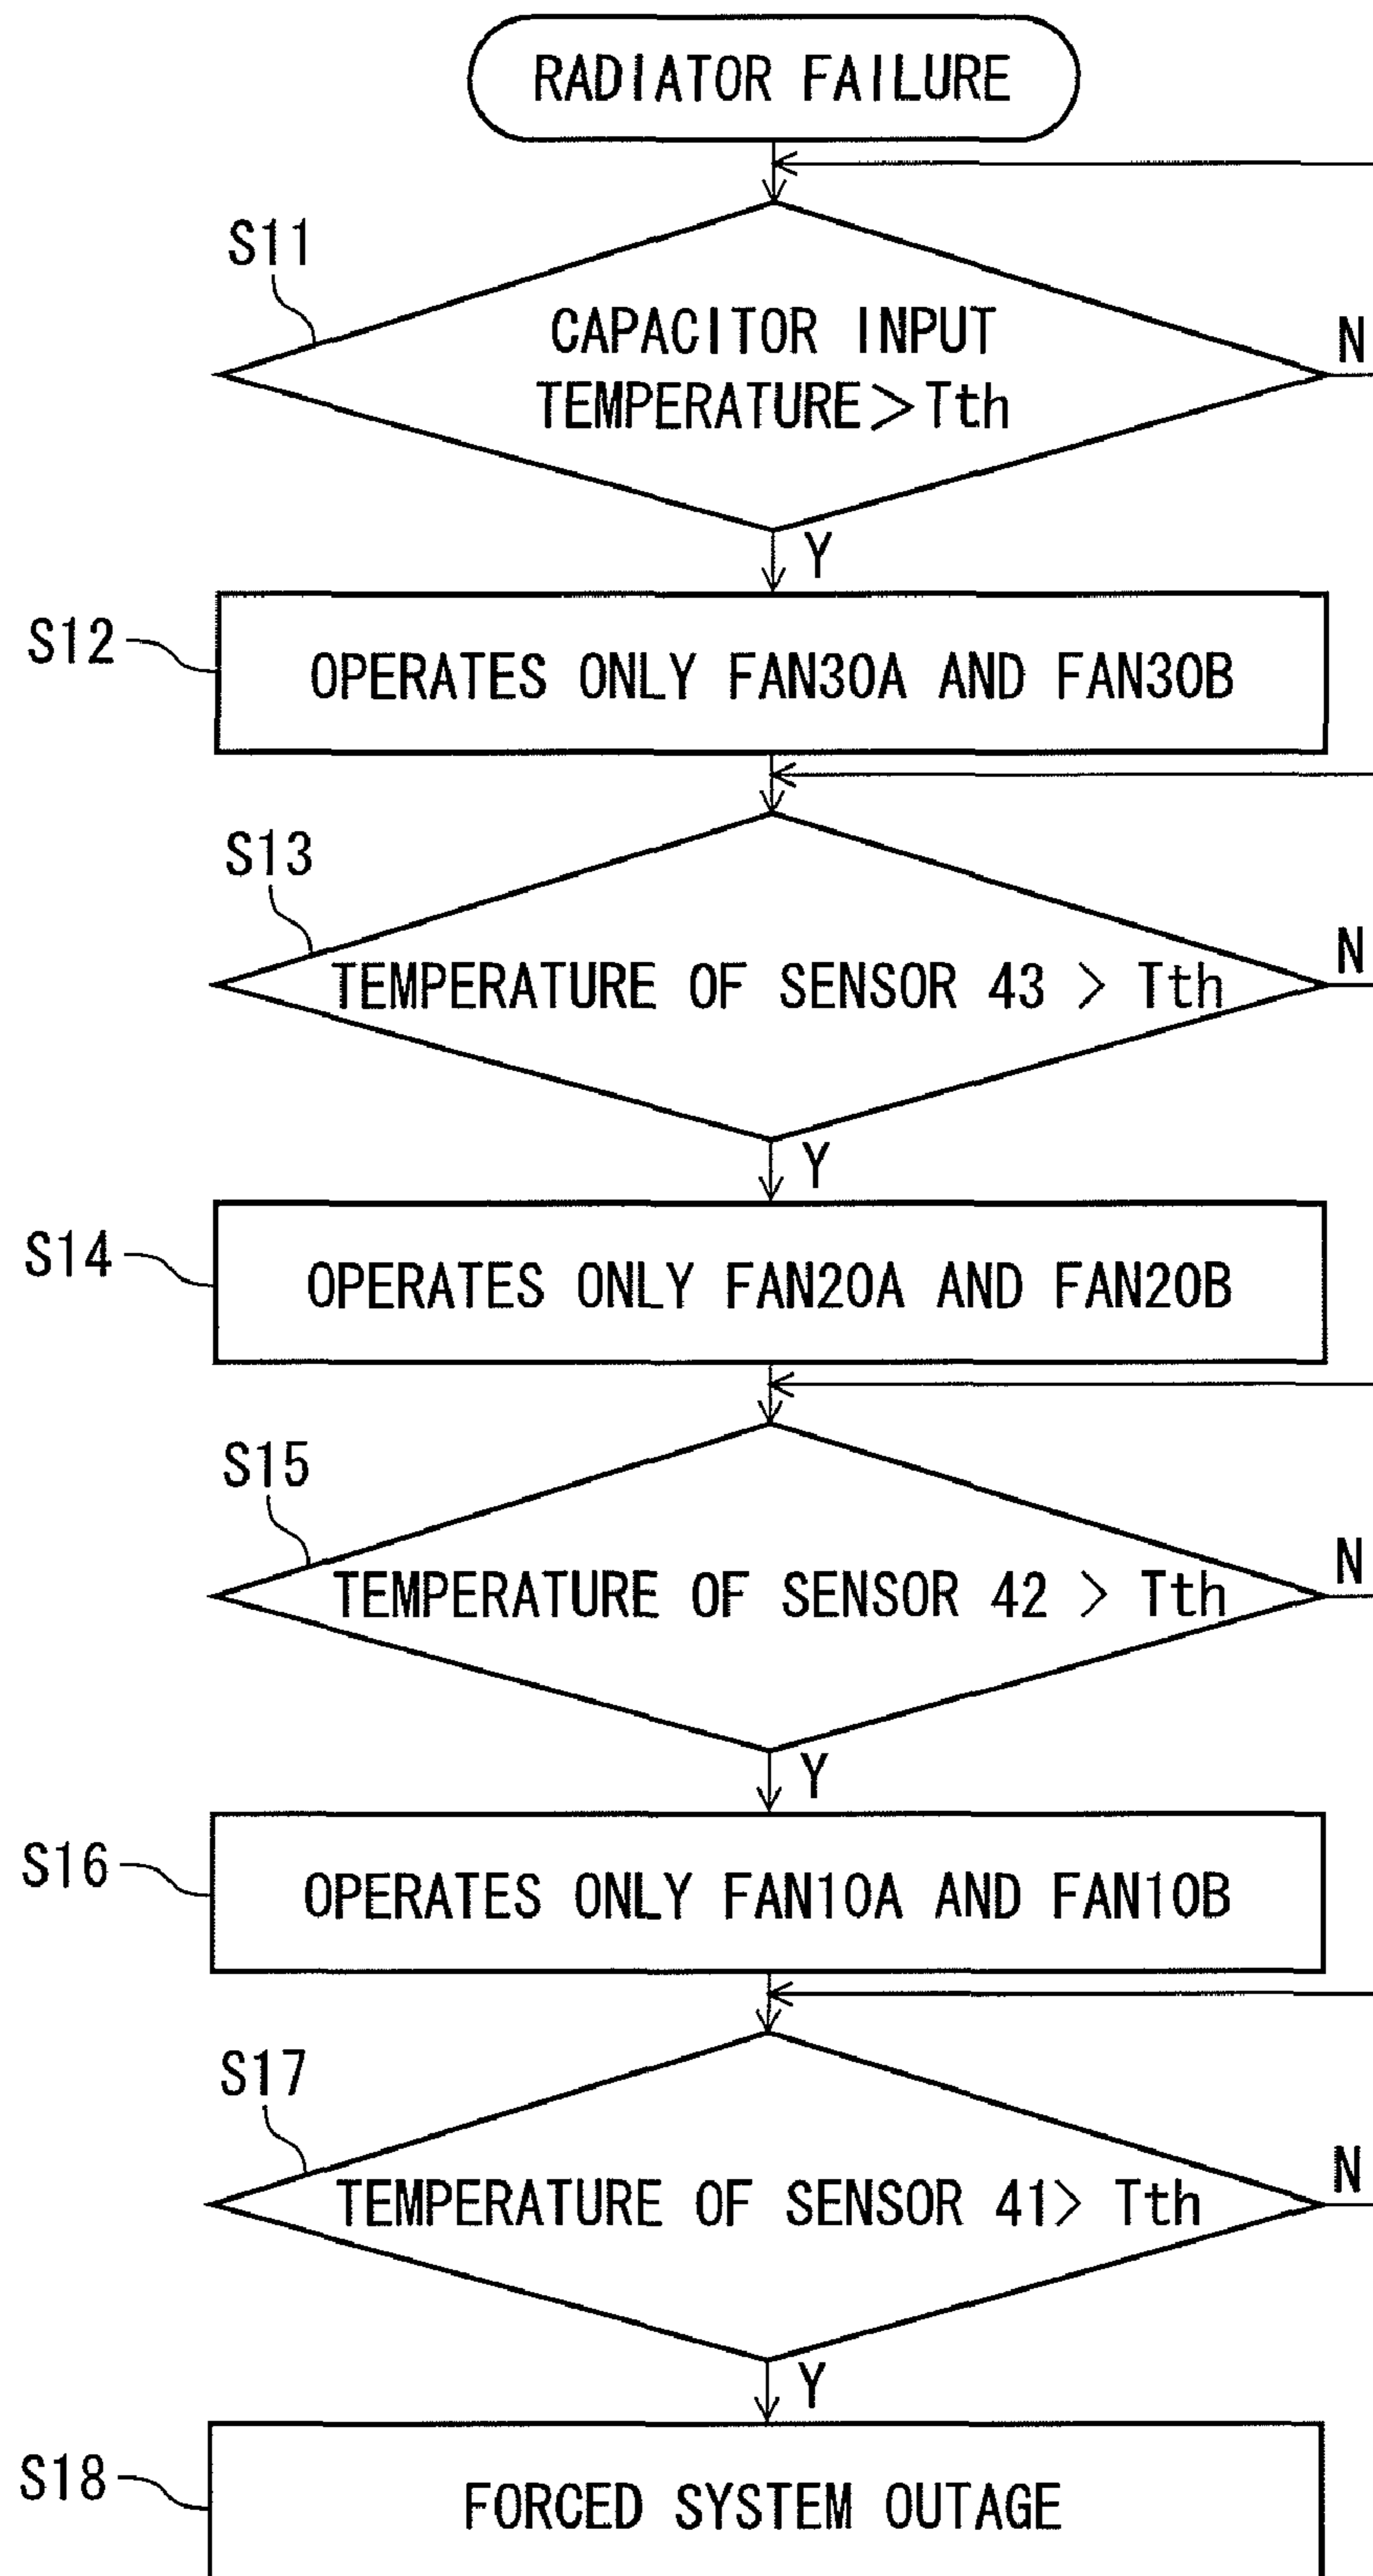 RADIATOR FAILURE
S11
CAPACITOR INPUT
TEMPERATURE>Tth
N
Y
S12
OPERATES ONLY FAN30A AND FAN30B
S13
TEMPERATURE OF SENSOR 43 > Tth
N
Y
S14
OPERATES ONLY FAN20A AND FAN20B
S15
TEMPERATURE OF SENSOR 42 > Tth
N
Y
S16
OPERATES ONLY FAN10A AND FAN10B
S17
TEMPERATURE OF SENSOR 41> Tth
N
Y
S18
FORCED SYSTEM OUTAGE